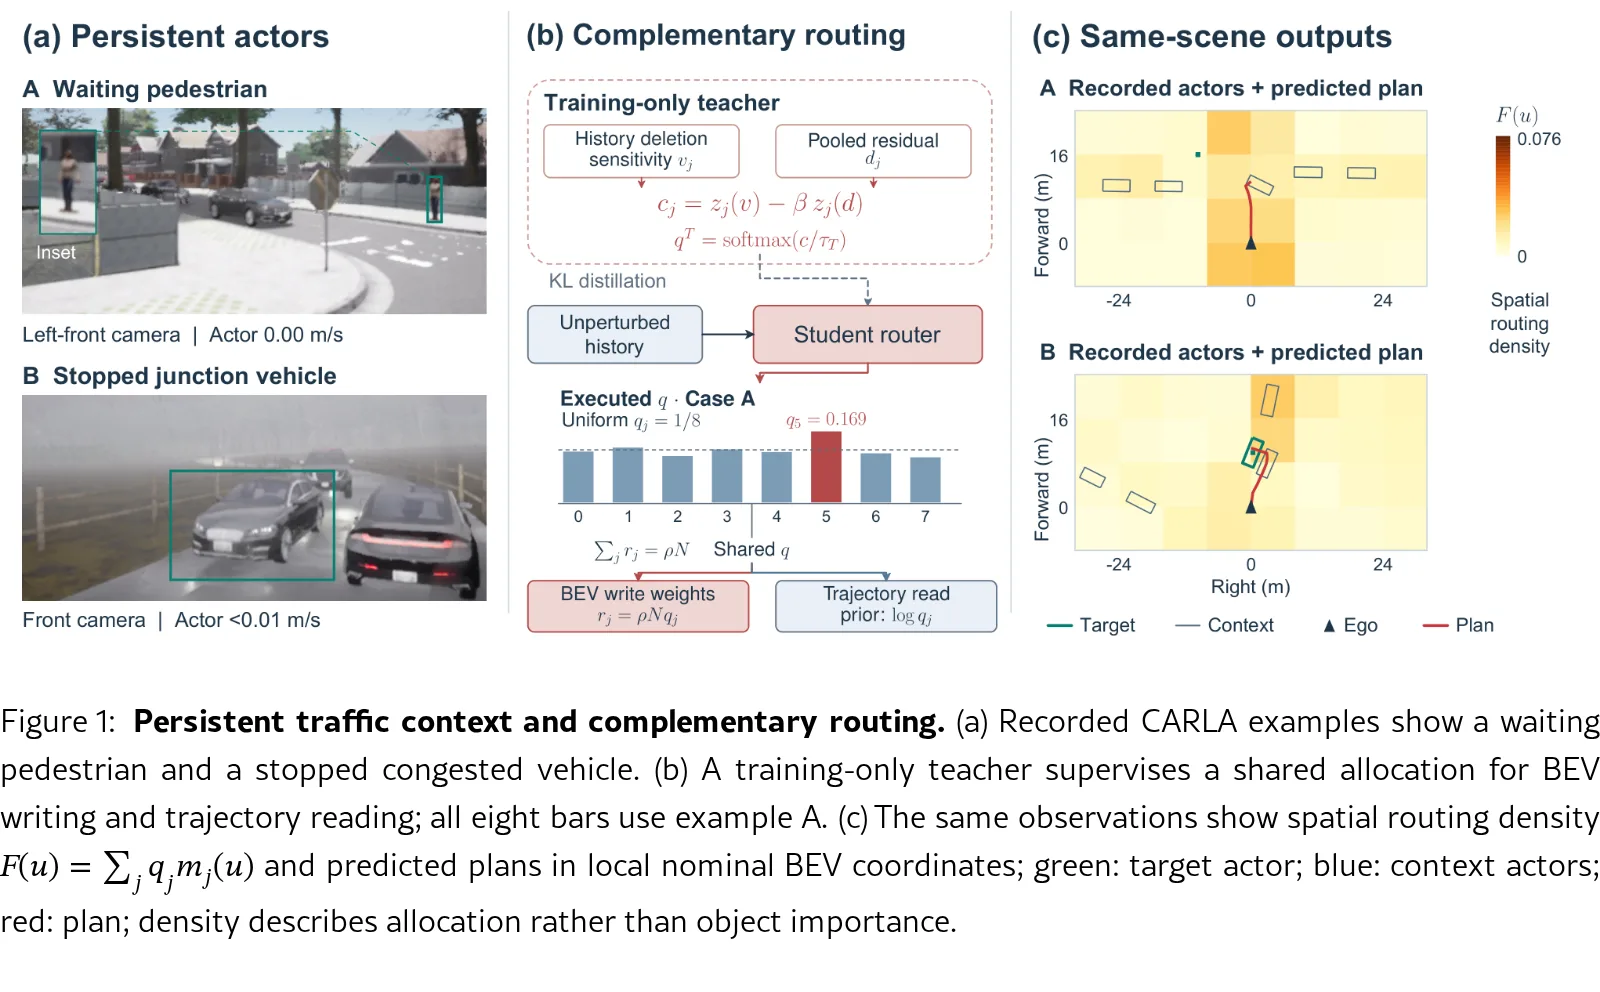 (a) Persistent actors
A Waiting pedestrian
Inset
Left-front camera | Actor 0.00 m/s
B Stopped junction vehicle
Front camera | Actor <0.01 m/s
(b) Complementary routing
Training-only teacher
History deletion
sensitivity v_j
Pooled residual
d_j
c_j = z_j(v) − β z_j(d)
q^T = softmax(c/τ_T)
KL distillation
Unperturbed
history
Student router
Executed q · Case A
Uniform q_j = 1/8
q_5 = 0.169
0 1 2 3 4 5 6 7
∑_j r_j = ρN Shared q
BEV write weights
r_j = ρNq_j
Trajectory read
prior: log q_j
(c) Same-scene outputs
A Recorded actors + predicted plan
Forward (m)
16
0
-24 0 24
F(u)
0.076
0
Spatial
routing
density
B Recorded actors + predicted plan
Forward (m)
16
0
-24 0 24
Right (m)
Target Context Ego Plan
Figure 1: Persistent traffic context and complementary routing. (a) Recorded CARLA examples show a waiting
pedestrian and a stopped congested vehicle. (b) A training-only teacher supervises a shared allocation for BEV
writing and trajectory reading; all eight bars use example A. (c) The same observations show spatial routing density
F(u) = ∑_j q_j m_j(u) and predicted plans in local nominal BEV coordinates; green: target actor; blue: context actors;
red: plan; density describes allocation rather than object importance.